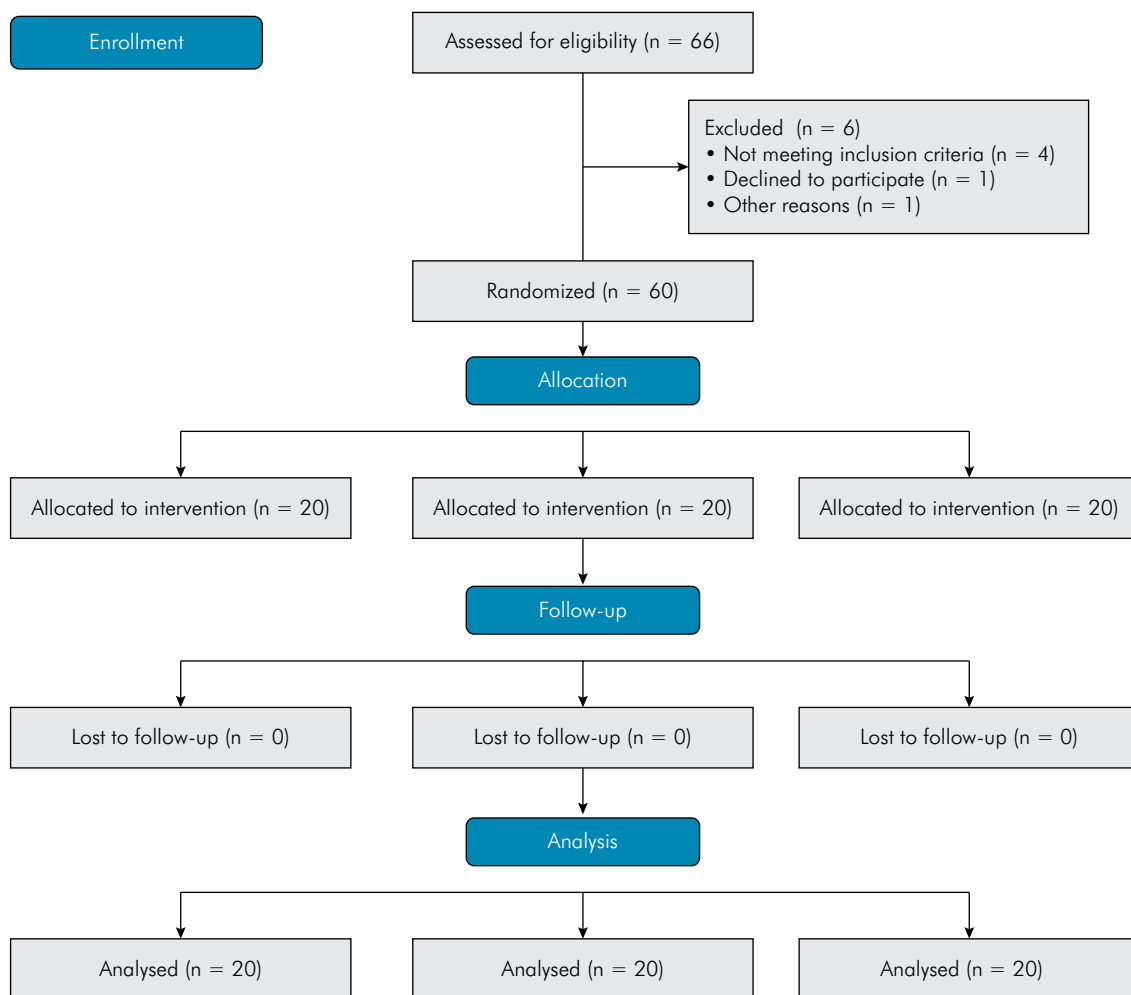 Enrollment
Assessed for eligibility (n = 66)
Excluded (n = 6)
• Not meeting inclusion criteria (n = 4)
• Declined to participate (n = 1)
• Other reasons (n = 1)
Randomized (n = 60)
Allocation
Allocated to intervention (n = 20)
Allocated to intervention (n = 20)
Allocated to intervention (n = 20)
Follow-up
Lost to follow-up (n = 0)
Lost to follow-up (n = 0)
Lost to follow-up (n = 0)
Analysis
Analysed (n = 20)
Analysed (n = 20)
Analysed (n = 20)